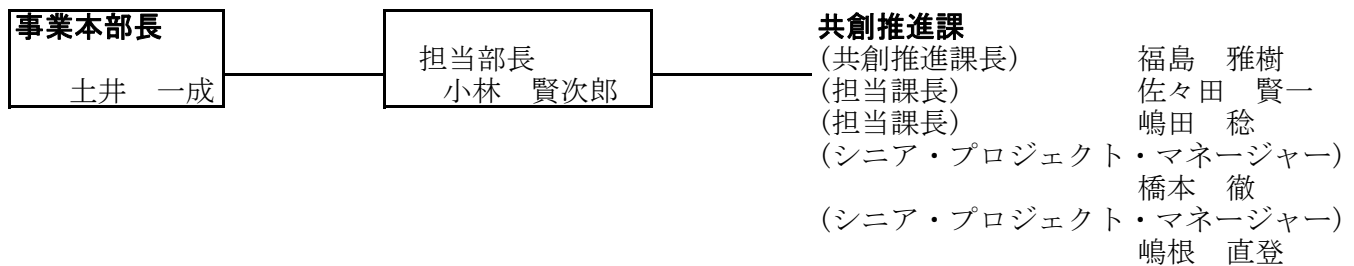 事業本部長
土井　一成
担当部長
小林　賢次郎
共創推進課
(共創推進課長)　福島　雅樹
(担当課長)　佐々田　賢一
(担当課長)　嶋田　稔
(シニア・プロジェクト・マネージャー)
橋本　徹
(シニア・プロジェクト・マネージャー)
嶋根　直登